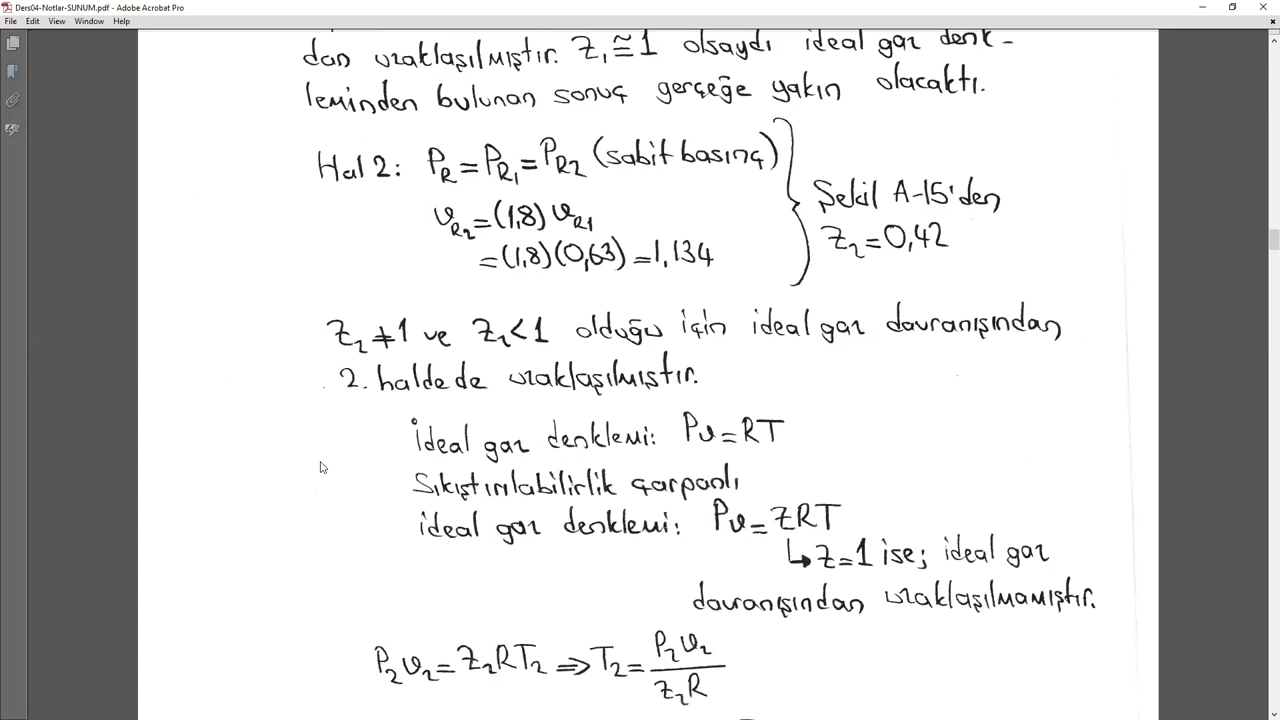 Ders04-Notlar-SUNUM.pdf - Adobe Acrobat Pro
File Edit View Window Help
dan uzaklaşılmıştır. Z₁≅1 olsaydı ideal gaz denk-
leminden bulunan sonuç gerçeğe yakın olacaktı.
Hal 2: P_R = P_R1 = P_R2 (sabit basınç)
v_R2 = (1,8) v_R1
= (1,8)(0,63) = 1,134
Şekil A-15'den
Z₂ = 0,42
Z₂ ≠ 1 ve Z₂ < 1 olduğu için ideal gaz davranışından
2. halde de uzaklaşılmıştır.
İdeal gaz denklemi: Pv = RT
Sıkıştırılabilirlik çarpanlı
ideal gaz denklemi: Pv = ZRT
↳ Z = 1 ise; ideal gaz
davranışından uzaklaşılmamıştır.
P₂v₂ = Z₂RT₂ ⇒ T₂ = P₂v₂ / Z₂R